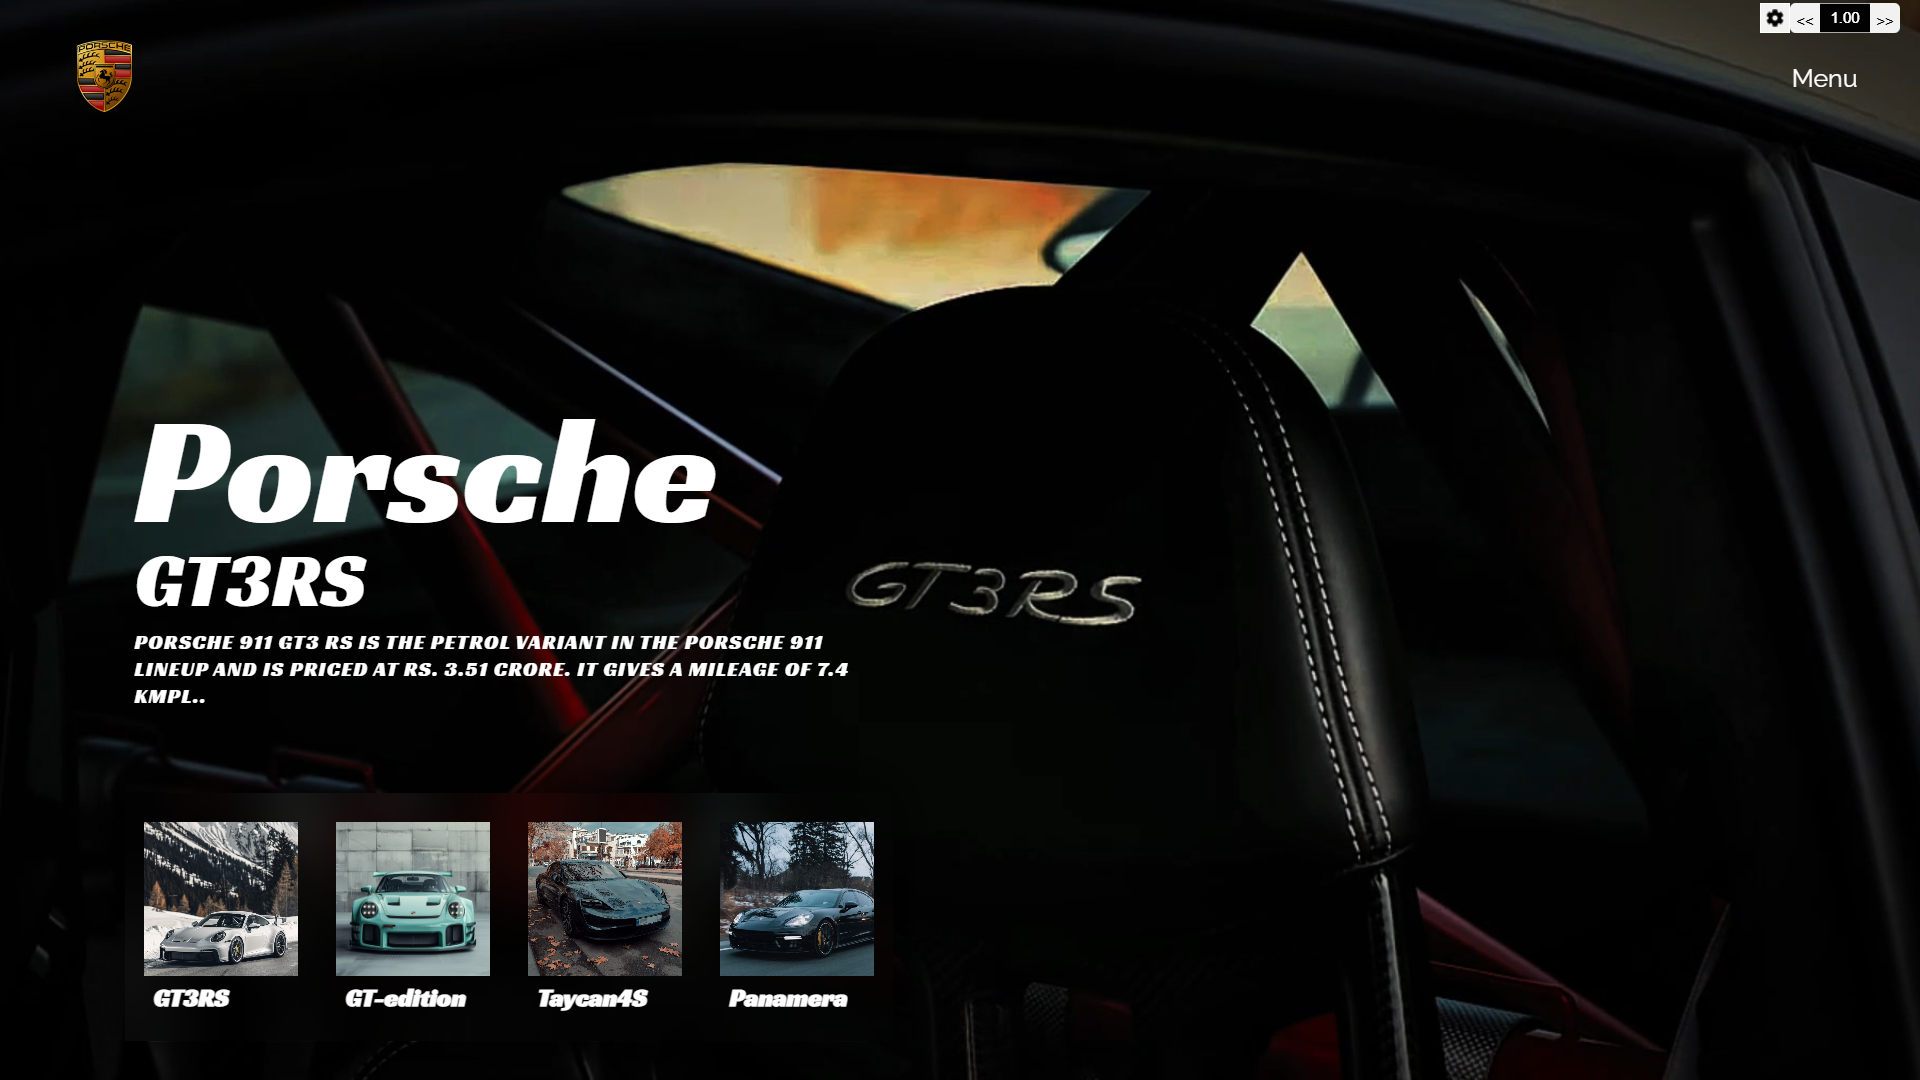 << 1.00 >>
PORSCHE
Menu
Porsche
GT3RS
GT3RS
PORSCHE 911 GT3 RS IS THE PETROL VARIANT IN THE PORSCHE 911
LINEUP AND IS PRICED AT RS. 3.51 CRORE. IT GIVES A MILEAGE OF 7.4
KMPL..
GT3RS
GT-edition
Taycan4S
Panamera